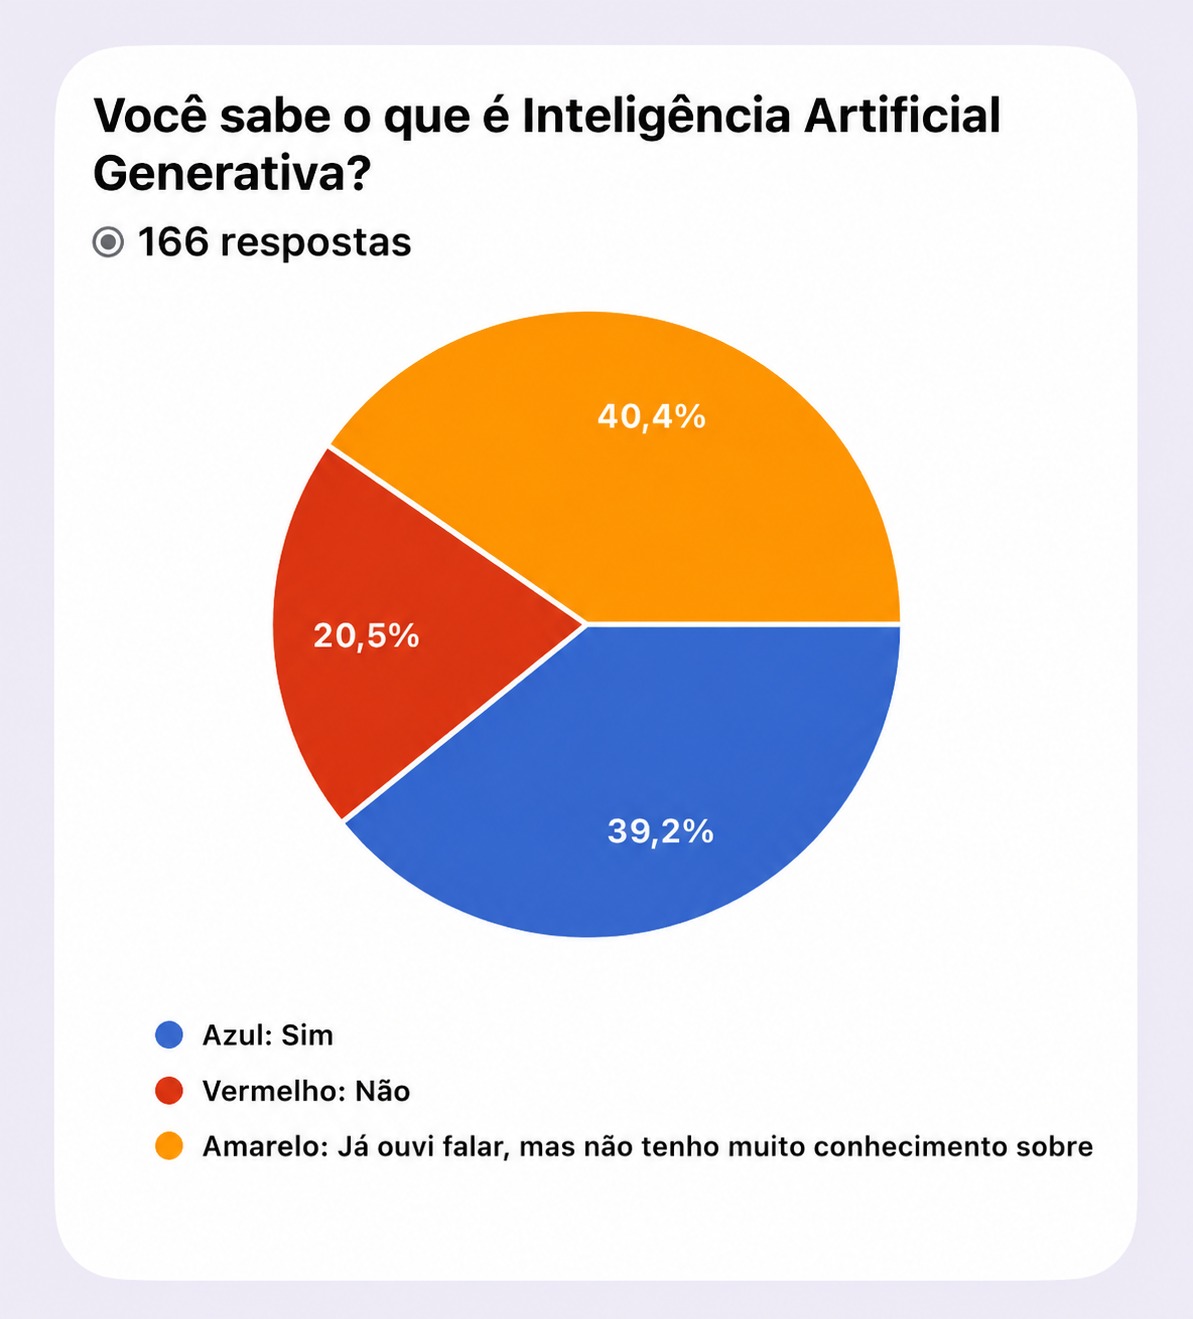 Você sabe o que é Inteligência Artificial
Generativa?
166 respostas
40,4%
20,5%
39,2%
Azul: Sim
Vermelho: Não
Amarelo: Já ouvi falar, mas não tenho muito conhecimento sobre